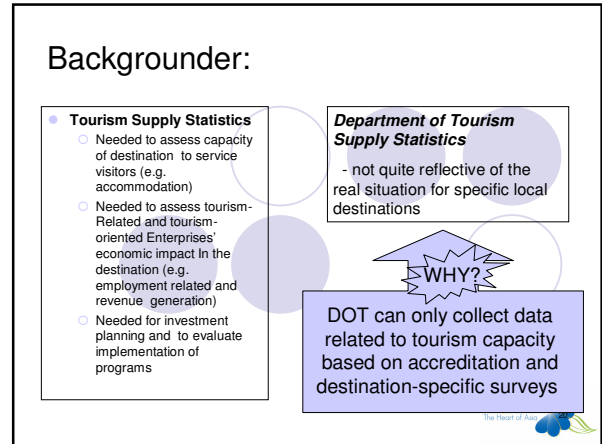 Backgrounder:
Tourism Supply Statistics
Needed to assess capacity
of destination to service
visitors (e.g.
accommodation)
Needed to assess tourism-
Related and tourism-
oriented Enterprises'
economic impact In the
destination (e.g.
employment related and
revenue generation)
Needed for investment
planning and to evaluate
implementation of
programs
Department of Tourism
Supply Statistics
- not quite reflective of the
real situation for specific local
destinations
WHY?
DOT can only collect data
related to tourism capacity
based on accreditation and
destination-specific surveys
The Heart of Asia